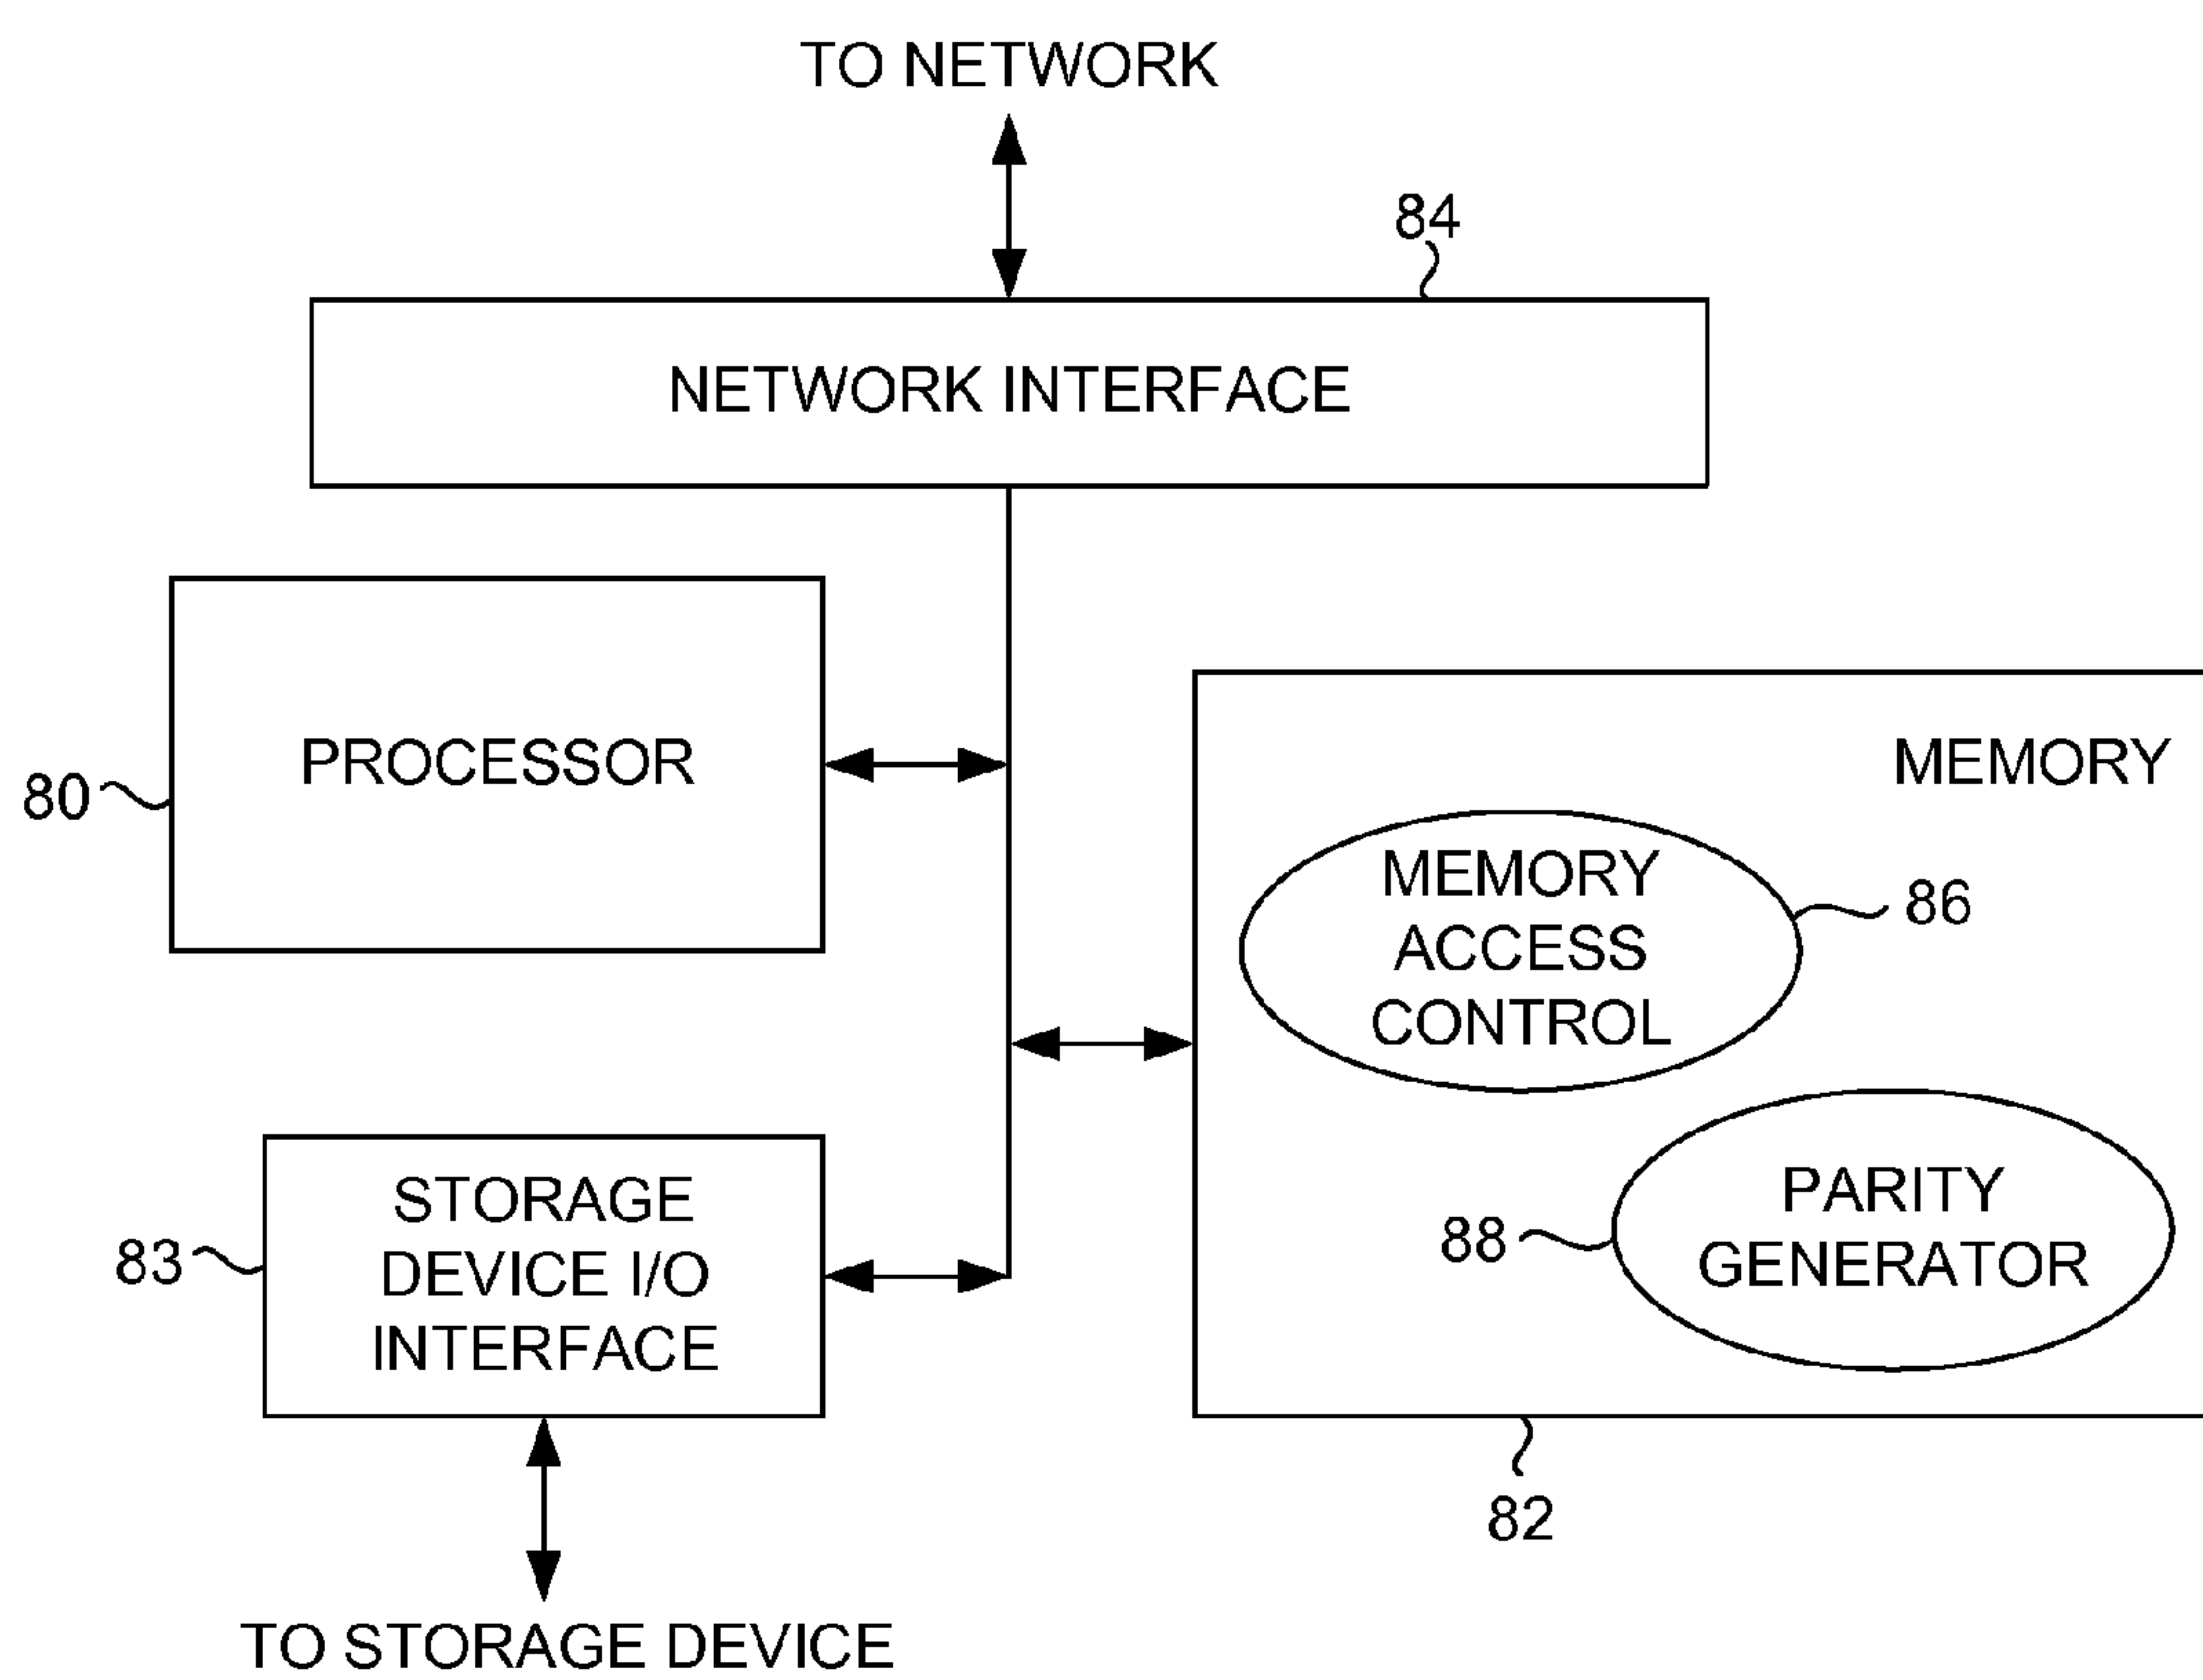 TO NETWORK
84
NETWORK INTERFACE
PROCESSOR
80
MEMORY
MEMORY
ACCESS
CONTROL
86
PARITY
GENERATOR
88
STORAGE
DEVICE I/O
INTERFACE
83
82
TO STORAGE DEVICE